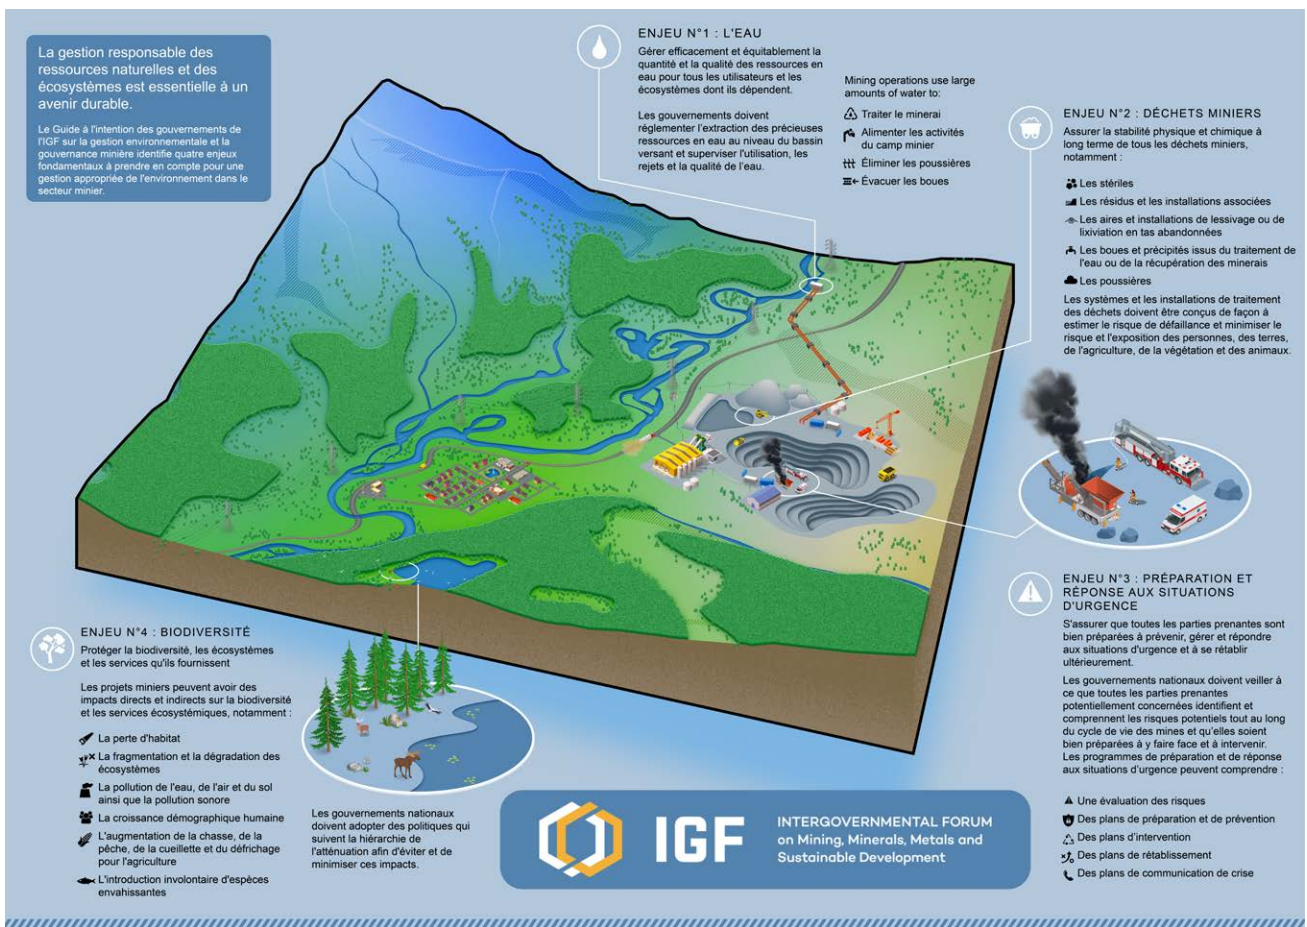 La gestion responsable des
ressources naturelles et des
écosystèmes est essentielle à un
avenir durable.
Le Guide à l'intention des gouvernements de
l'IGF sur la gestion environnementale et la
gouvernance minière identifie quatre enjeux
fondamentaux à prendre en compte pour une
gestion appropriée de l'environnement dans le
secteur minier.
ENJEU N°1 : L'EAU
Gérer efficacement et équitablement la
quantité et la qualité des ressources en
eau pour tous les utilisateurs et les
écosystèmes dont ils dépendent.
Les gouvernements doivent
réglementer l'extraction des précieuses
ressources en eau au niveau du bassin
versant et superviser l'utilisation, les
rejets et la qualité de l'eau.
Mining operations use large
amounts of water to:
Traiter le minerai
Alimenter les activités
du camp minier
Éliminer les poussières
Évacuer les boues
ENJEU N°2 : DÉCHETS MINIERS
Assurer la stabilité physique et chimique à
long terme de tous les déchets miniers,
notamment :
Les stériles
Les résidus et les installations associées
Les aires et installations de lessivage ou de
lixiviation en tas abandonnées
Les boues et précipités issus du traitement de
l'eau ou de la récupération des minerais
Les poussières
Les systèmes et les installations de traitement
des déchets doivent être conçus de façon à
estimer le risque de défaillance et minimiser le
risque et l'exposition des personnes, des terres,
de l'agriculture, de la végétation et des animaux.
ENJEU N°3 : PRÉPARATION ET
RÉPONSE AUX SITUATIONS
D'URGENCE
S'assurer que toutes les parties prenantes sont
bien préparées à prévenir, gérer et répondre
aux situations d'urgence et à se rétablir
ultérieurement.
Les gouvernements nationaux doivent veiller à
ce que toutes les parties prenantes
potentiellement concernées identifient et
comprennent les risques potentiels tout au long
du cycle de vie des mines et qu'elles soient
bien préparées à y faire face et à intervenir.
Les programmes de préparation et de réponse
aux situations d'urgence peuvent comprendre :
Une évaluation des risques
Des plans de préparation et de prévention
Des plans d'intervention
Des plans de rétablissement
Des plans de communication de crise
ENJEU N°4 : BIODIVERSITÉ
Protéger la biodiversité, les écosystèmes
et les services qu'ils fournissent
Les projets miniers peuvent avoir des
impacts directs et indirects sur la biodiversité
et les services écosystémiques, notamment :
La perte d'habitat
La fragmentation et la dégradation des
écosystèmes
La pollution de l'eau, de l'air et du sol
ainsi que la pollution sonore
La croissance démographique humaine
L'augmentation de la chasse, de la
pêche, de la cueillette et du défrichage
pour l'agriculture
L'introduction involontaire d'espèces
envahissantes
Les gouvernements nationaux
doivent adopter des politiques qui
suivent la hiérarchie de
l'atténuation afin d'éviter et de
minimiser ces impacts.
IGF
INTERGOVERNMENTAL FORUM
on Mining, Minerals, Metals and
Sustainable Development